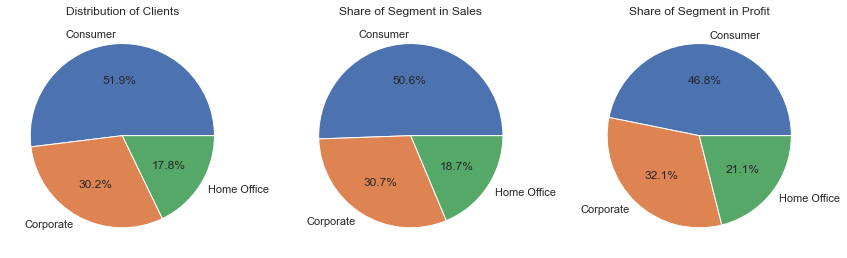 Distribution of Clients
Consumer
51.9%
17.8%
30.2%
Home Office
Corporate
Share of Segment in Sales
Consumer
50.6%
18.7%
30.7%
Home Office
Corporate
Share of Segment in Profit
Consumer
46.8%
21.1%
32.1%
Home Office
Corporate